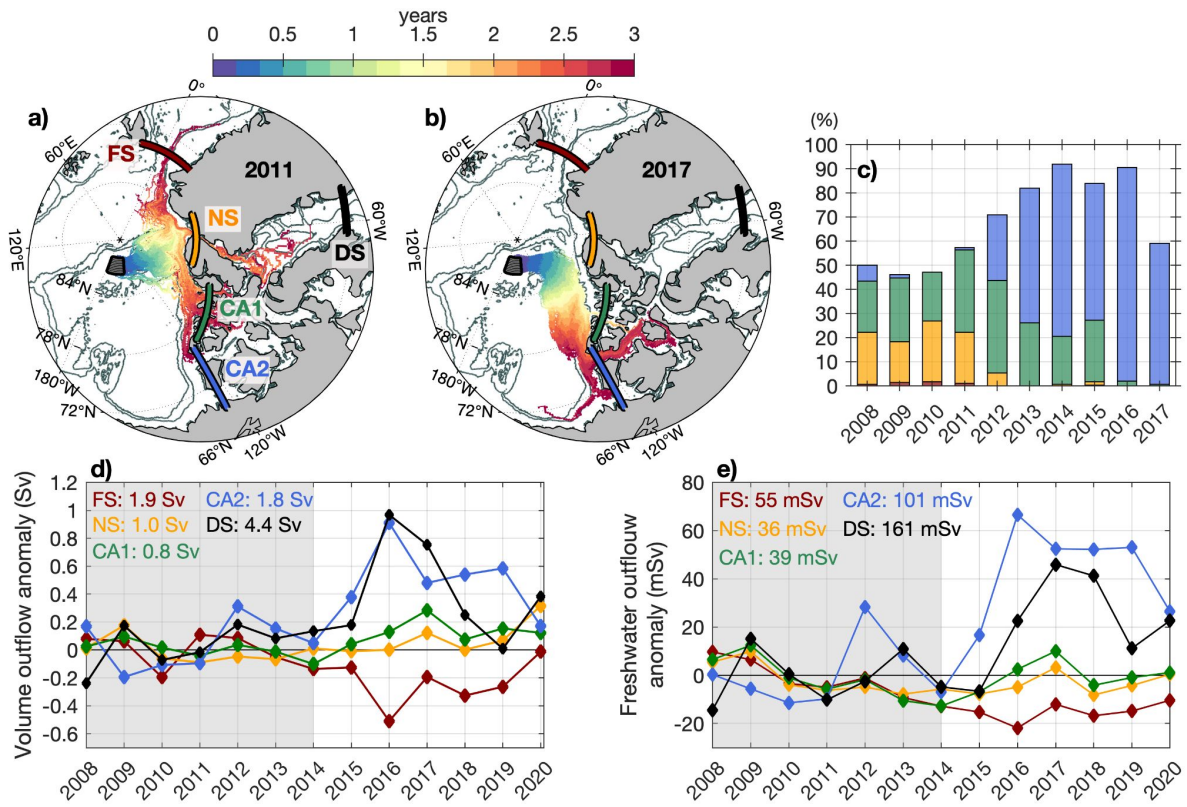 years
0 0.5 1 1.5 2 2.5 3
a)
0°
60°E
FS
2011
NS
60°W
DS
120°E
84°N
CA1
78°N
CA2
180°W
72°N
66°N
120°W
b)
0°
60°E
2017
60°W
120°E
84°N
78°N
180°W
72°N
66°N
120°W
(%)
c)
100
90
80
70
60
50
40
30
20
10
0
2008 2009 2010 2011 2012 2013 2014 2015 2016 2017
d)
Volume outflow anomaly (Sv)
1.2
1
0.8
0.6
0.4
0.2
0
-0.2
-0.4
-0.6
FS: 1.9 Sv CA2: 1.8 Sv
NS: 1.0 Sv DS: 4.4 Sv
CA1: 0.8 Sv
2008 2009 2010 2011 2012 2013 2014 2015 2016 2017 2018 2019 2020
e)
Freshwater outflouw
anomaly (mSv)
80
60
40
20
0
-20
FS: 55 mSv CA2: 101 mSv
NS: 36 mSv DS: 161 mSv
CA1: 39 mSv
2008 2009 2010 2011 2012 2013 2014 2015 2016 2017 2018 2019 2020